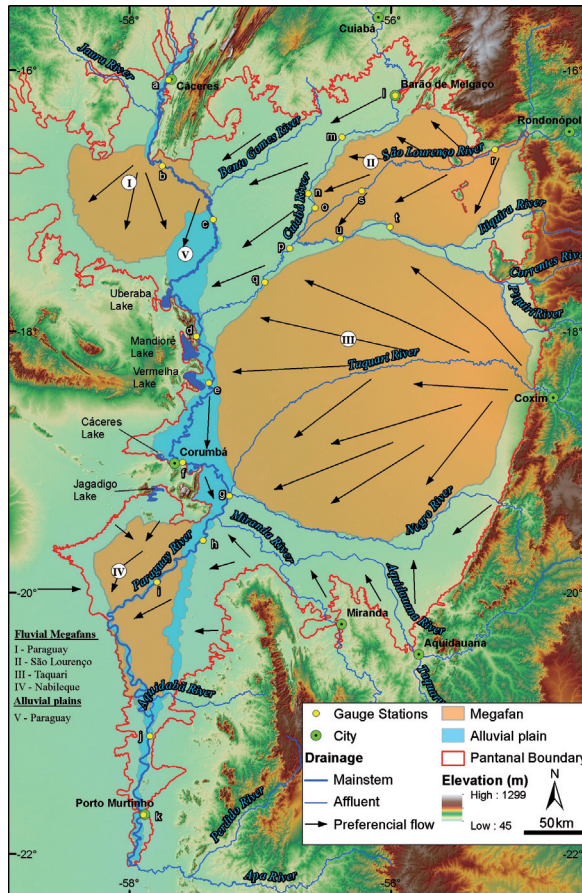 -58
-56
Cuiabá
-16°
Jauru River
a
Cáceres
l
Barão de Melgaço
Rondonópolis
Bento Gomes River
m
São Lourenço River
r
II
I
b
n
s
o
Cuiabá River
t
Itiquira River
c
u
p
V
Correntes River
q
Piquiri River
Uberaba
Lake
-18°
d
III
Mandioré
Lake
Taquari River
Vermelha
Lake
e
Coxim
Cáceres
Lake
Corumbá
f
Jagadigo
Lake
g
Negro River
Miranda River
h
Paraguay River
IV
i
-20°
Aquidauana River
Miranda
Aquidauana
Fluvial Megafans
I - Paraguay
II - São Lourenço
III - Taquari
IV - Nabileque
Alluvial plains
V - Paraguay
Aquidabã River
j
Porto Murtinho
k
Perdido River
-22°
Apa River
-58
-56
Gauge Stations
City
Drainage
Mainstem
Affluent
Preferencial flow
Megafan
Alluvial plain
Pantanal Boundary
Elevation (m)
High : 1299
Low : 45
N
50km